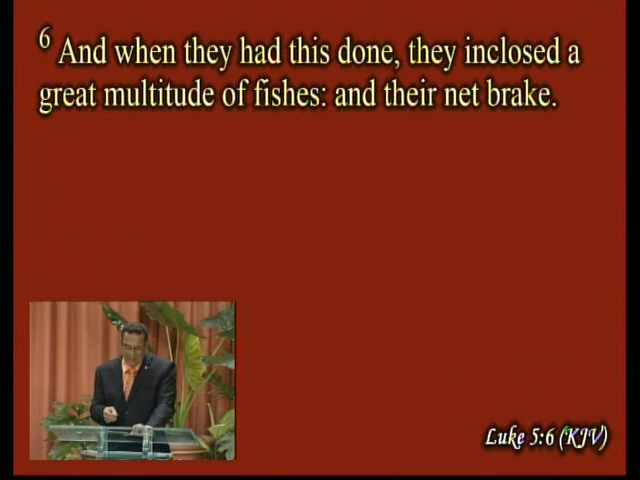 6 And when they had this done, they inclosed a
great multitude of fishes: and their net brake.
Luke 5:6 (KJV)